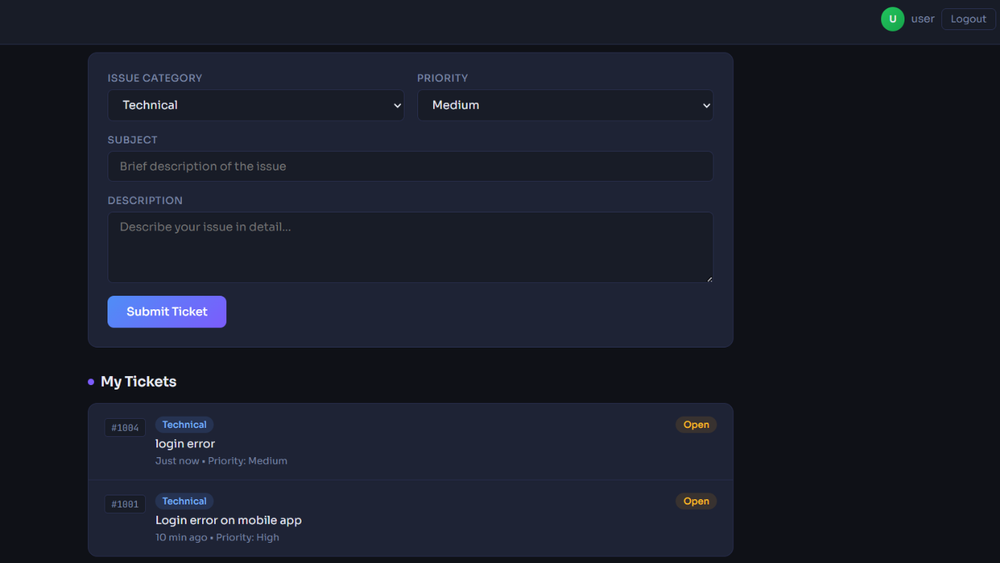 U user Logout
ISSUE CATEGORY PRIORITY
Technical Medium
SUBJECT
Brief description of the issue
DESCRIPTION
Describe your issue in detail...
Submit Ticket
My Tickets
#1004 Technical Open
login error
Just now • Priority: Medium
#1001 Technical Open
Login error on mobile app
10 min ago • Priority: High